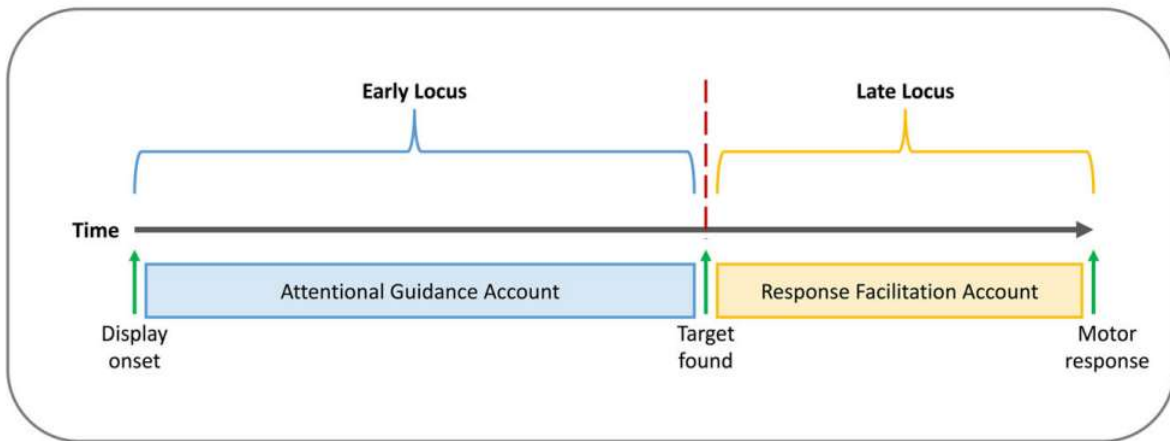 Early Locus
Late Locus
Time
Attentional Guidance Account
Response Facilitation Account
Display
onset
Target
found
Motor
response